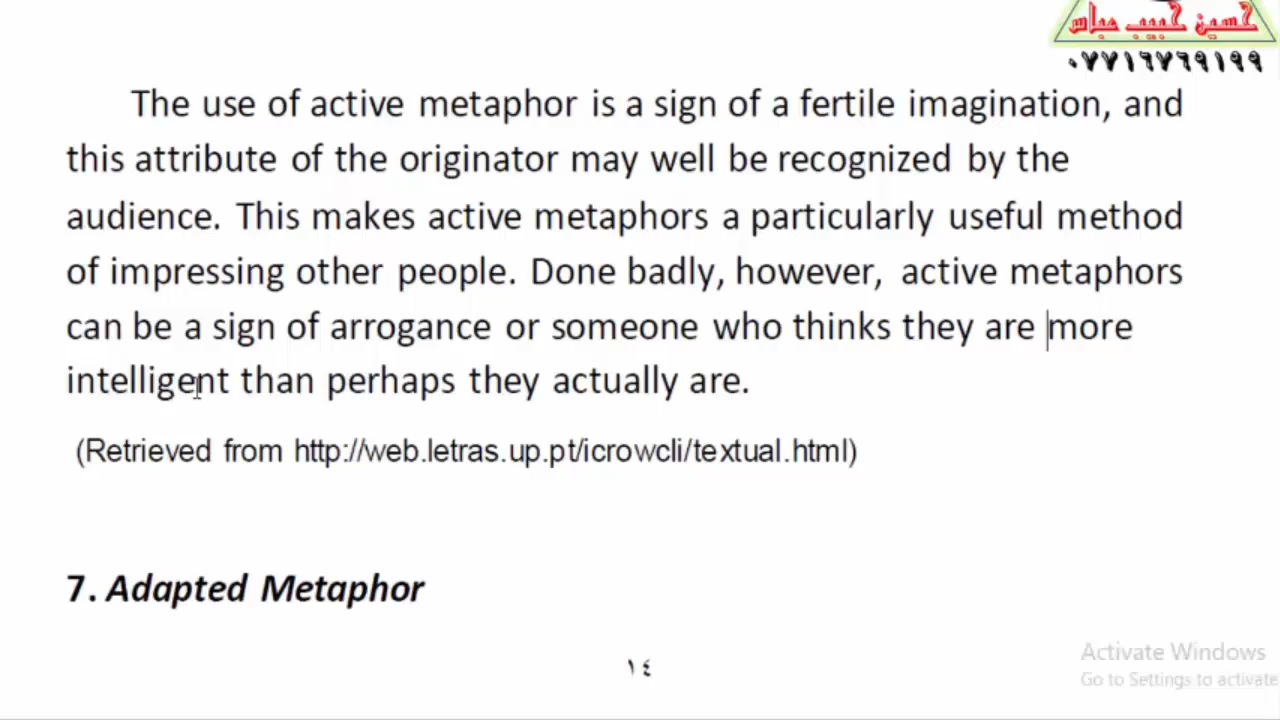 حسين حبيب عباس
٠٧٧١٦٧٦٩١٩٩
The use of active metaphor is a sign of a fertile imagination, and
this attribute of the originator may well be recognized by the
audience. This makes active metaphors a particularly useful method
of impressing other people. Done badly, however, active metaphors
can be a sign of arrogance or someone who thinks they are more
intelligent than perhaps they actually are.
(Retrieved from http://web.letras.up.pt/icrowcli/textual.html)
7. Adapted Metaphor
١٤
Activate Windows
Go to Settings to activate